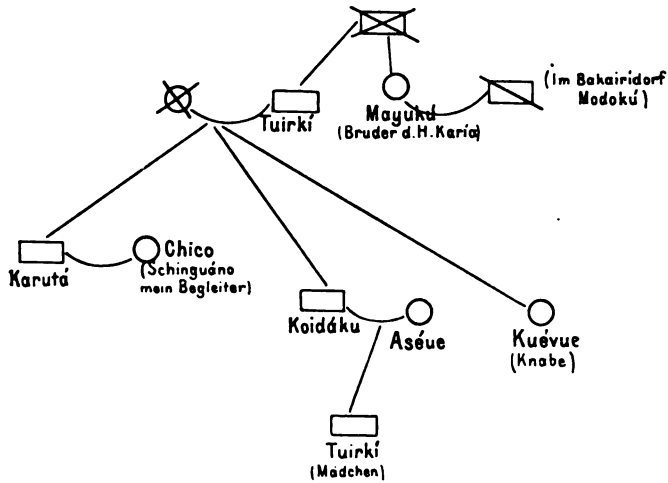 (Im Bakairidorf
Modokú)
Tuirkí
Mayukú
(Bruder d.H.Karía)
Chico
(Schinguáno
mein Begleiter)
Karutá
Koidáku
Aséue
Kuévue
(Knabe)
Tuirkí
(Mädchen)